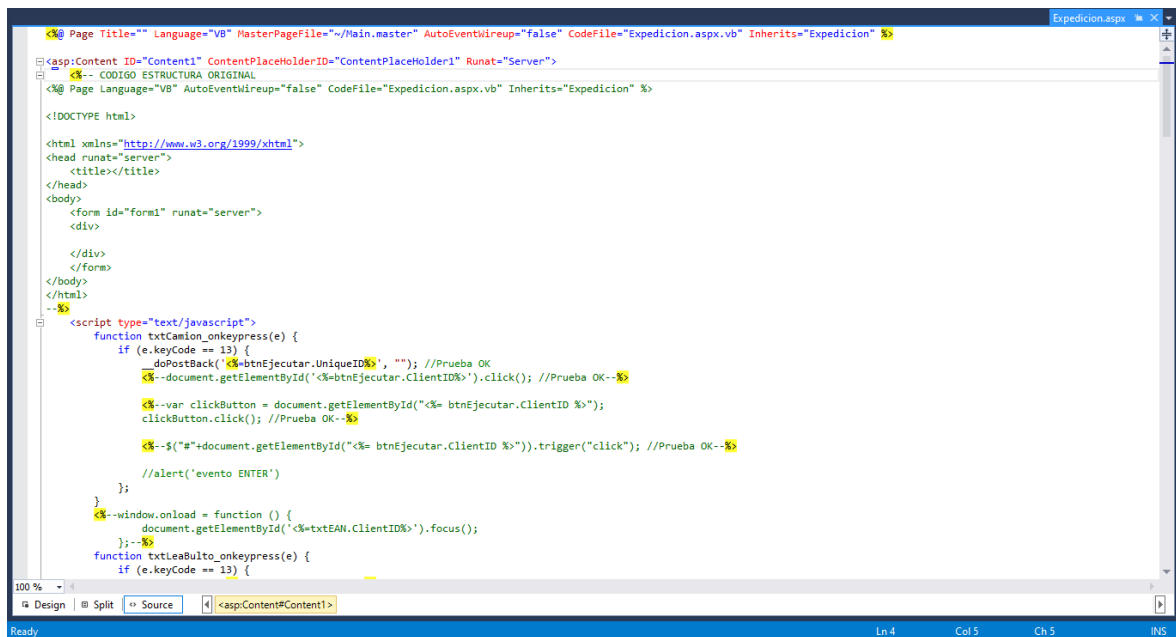 Expedicion.aspx
<%@ Page Title="" Language="VB" MasterPageFile="~/Main.master" AutoEventWireup="false" CodeFile="Expedicion.aspx.vb" Inherits="Expedicion" %>
<asp:Content ID="Content1" ContentPlaceHolderID="ContentPlaceHolder1" Runat="Server">
<%-- CODIGO ESTRUCTURA ORIGINAL
<%@ Page Language="VB" AutoEventWireup="false" CodeFile="Expedicion.aspx.vb" Inherits="Expedicion" %>
<!DOCTYPE html>
<html xmlns="http://www.w3.org/1999/xhtml">
<head runat="server">
<title></title>
</head>
<body>
<form id="form1" runat="server">
<div>
</div>
</form>
</body>
</html>
--%>
<script type="text/javascript">
function txtCamion_onkeypress(e) {
if (e.keyCode == 13) {
__doPostBack('<%=btnEjecutar.UniqueID%>', ""); //Prueba OK
<%--document.getElementById('<%=btnEjecutar.ClientID%>').click(); //Prueba OK--%>
<%--var clickButton = document.getElementById("<%= btnEjecutar.ClientID %>");
clickButton.click(); //Prueba OK--%>
<%--$("#"+document.getElementById("<%= btnEjecutar.ClientID %>")).trigger("click"); //Prueba OK--%>
//alert('evento ENTER')
};
}
<%--window.onload = function () {
document.getElementById('<%=txtEAN.ClientID%>').focus();
};--%>
function txtLeaBulto_onkeypress(e) {
if (e.keyCode == 13) {
100 %
Design Split Source <asp:Content#Content1>
Ready Ln 4 Col 5 Ch 5 INS